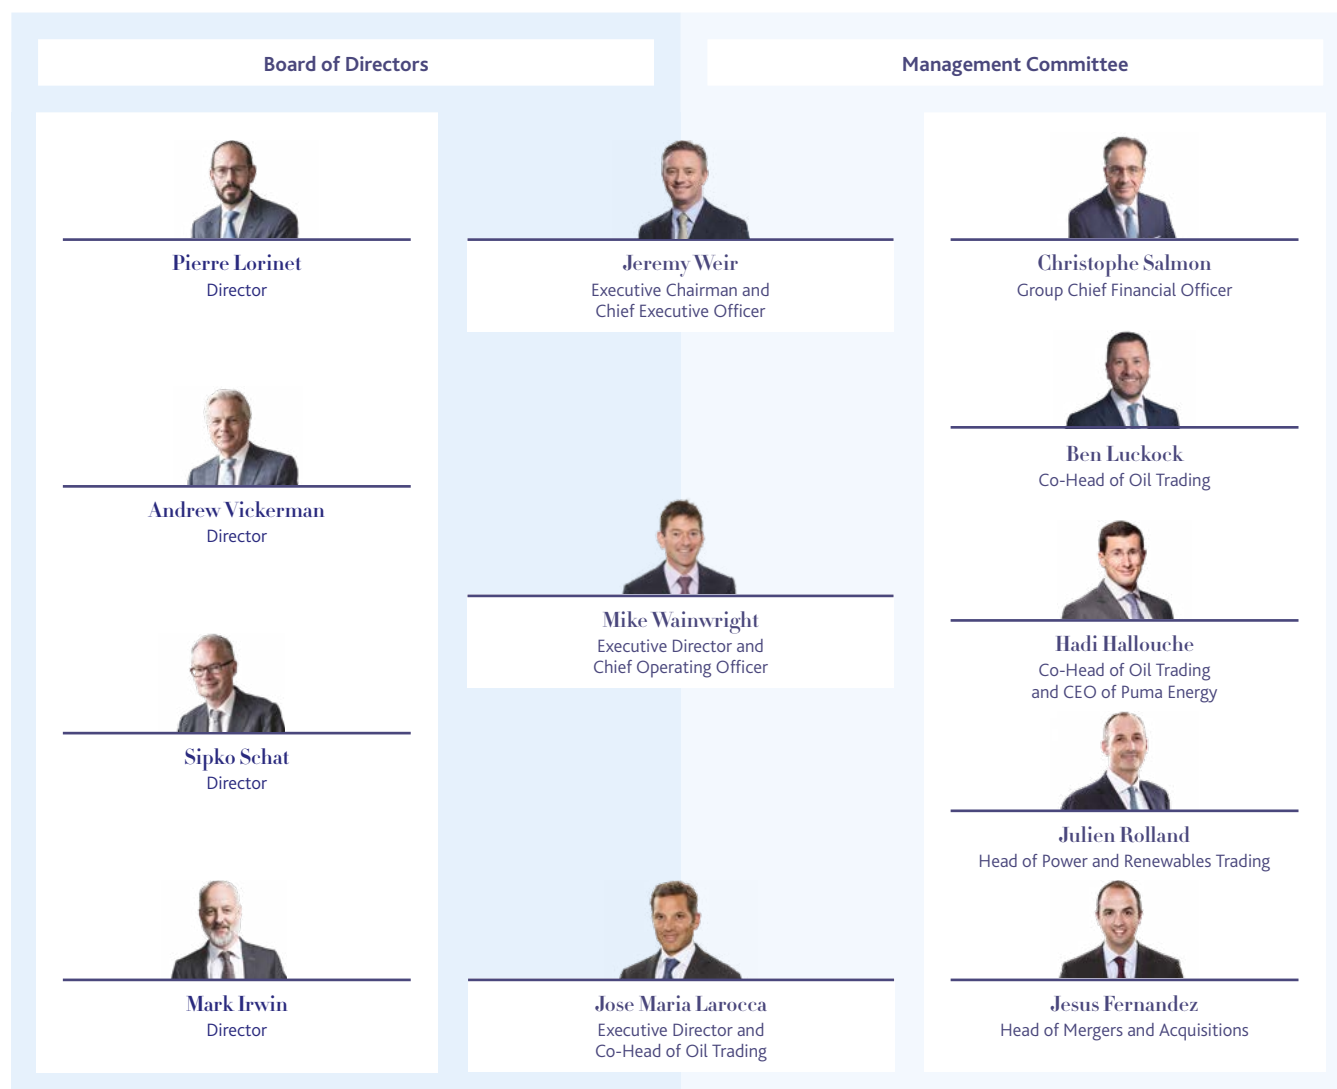 Board of Directors
Management Committee
Pierre Lorinet
Director
Andrew Vickerman
Director
Sipko Schat
Director
Mark Irwin
Director
Jeremy Weir
Executive Chairman and
Chief Executive Officer
Mike Wainwright
Executive Director and
Chief Operating Officer
Jose Maria Larocca
Executive Director and
Co-Head of Oil Trading
Christophe Salmon
Group Chief Financial Officer
Ben Luckock
Co-Head of Oil Trading
Hadi Hallouche
Co-Head of Oil Trading
and CEO of Puma Energy
Julien Rolland
Head of Power and Renewables Trading
Jesus Fernandez
Head of Mergers and Acquisitions